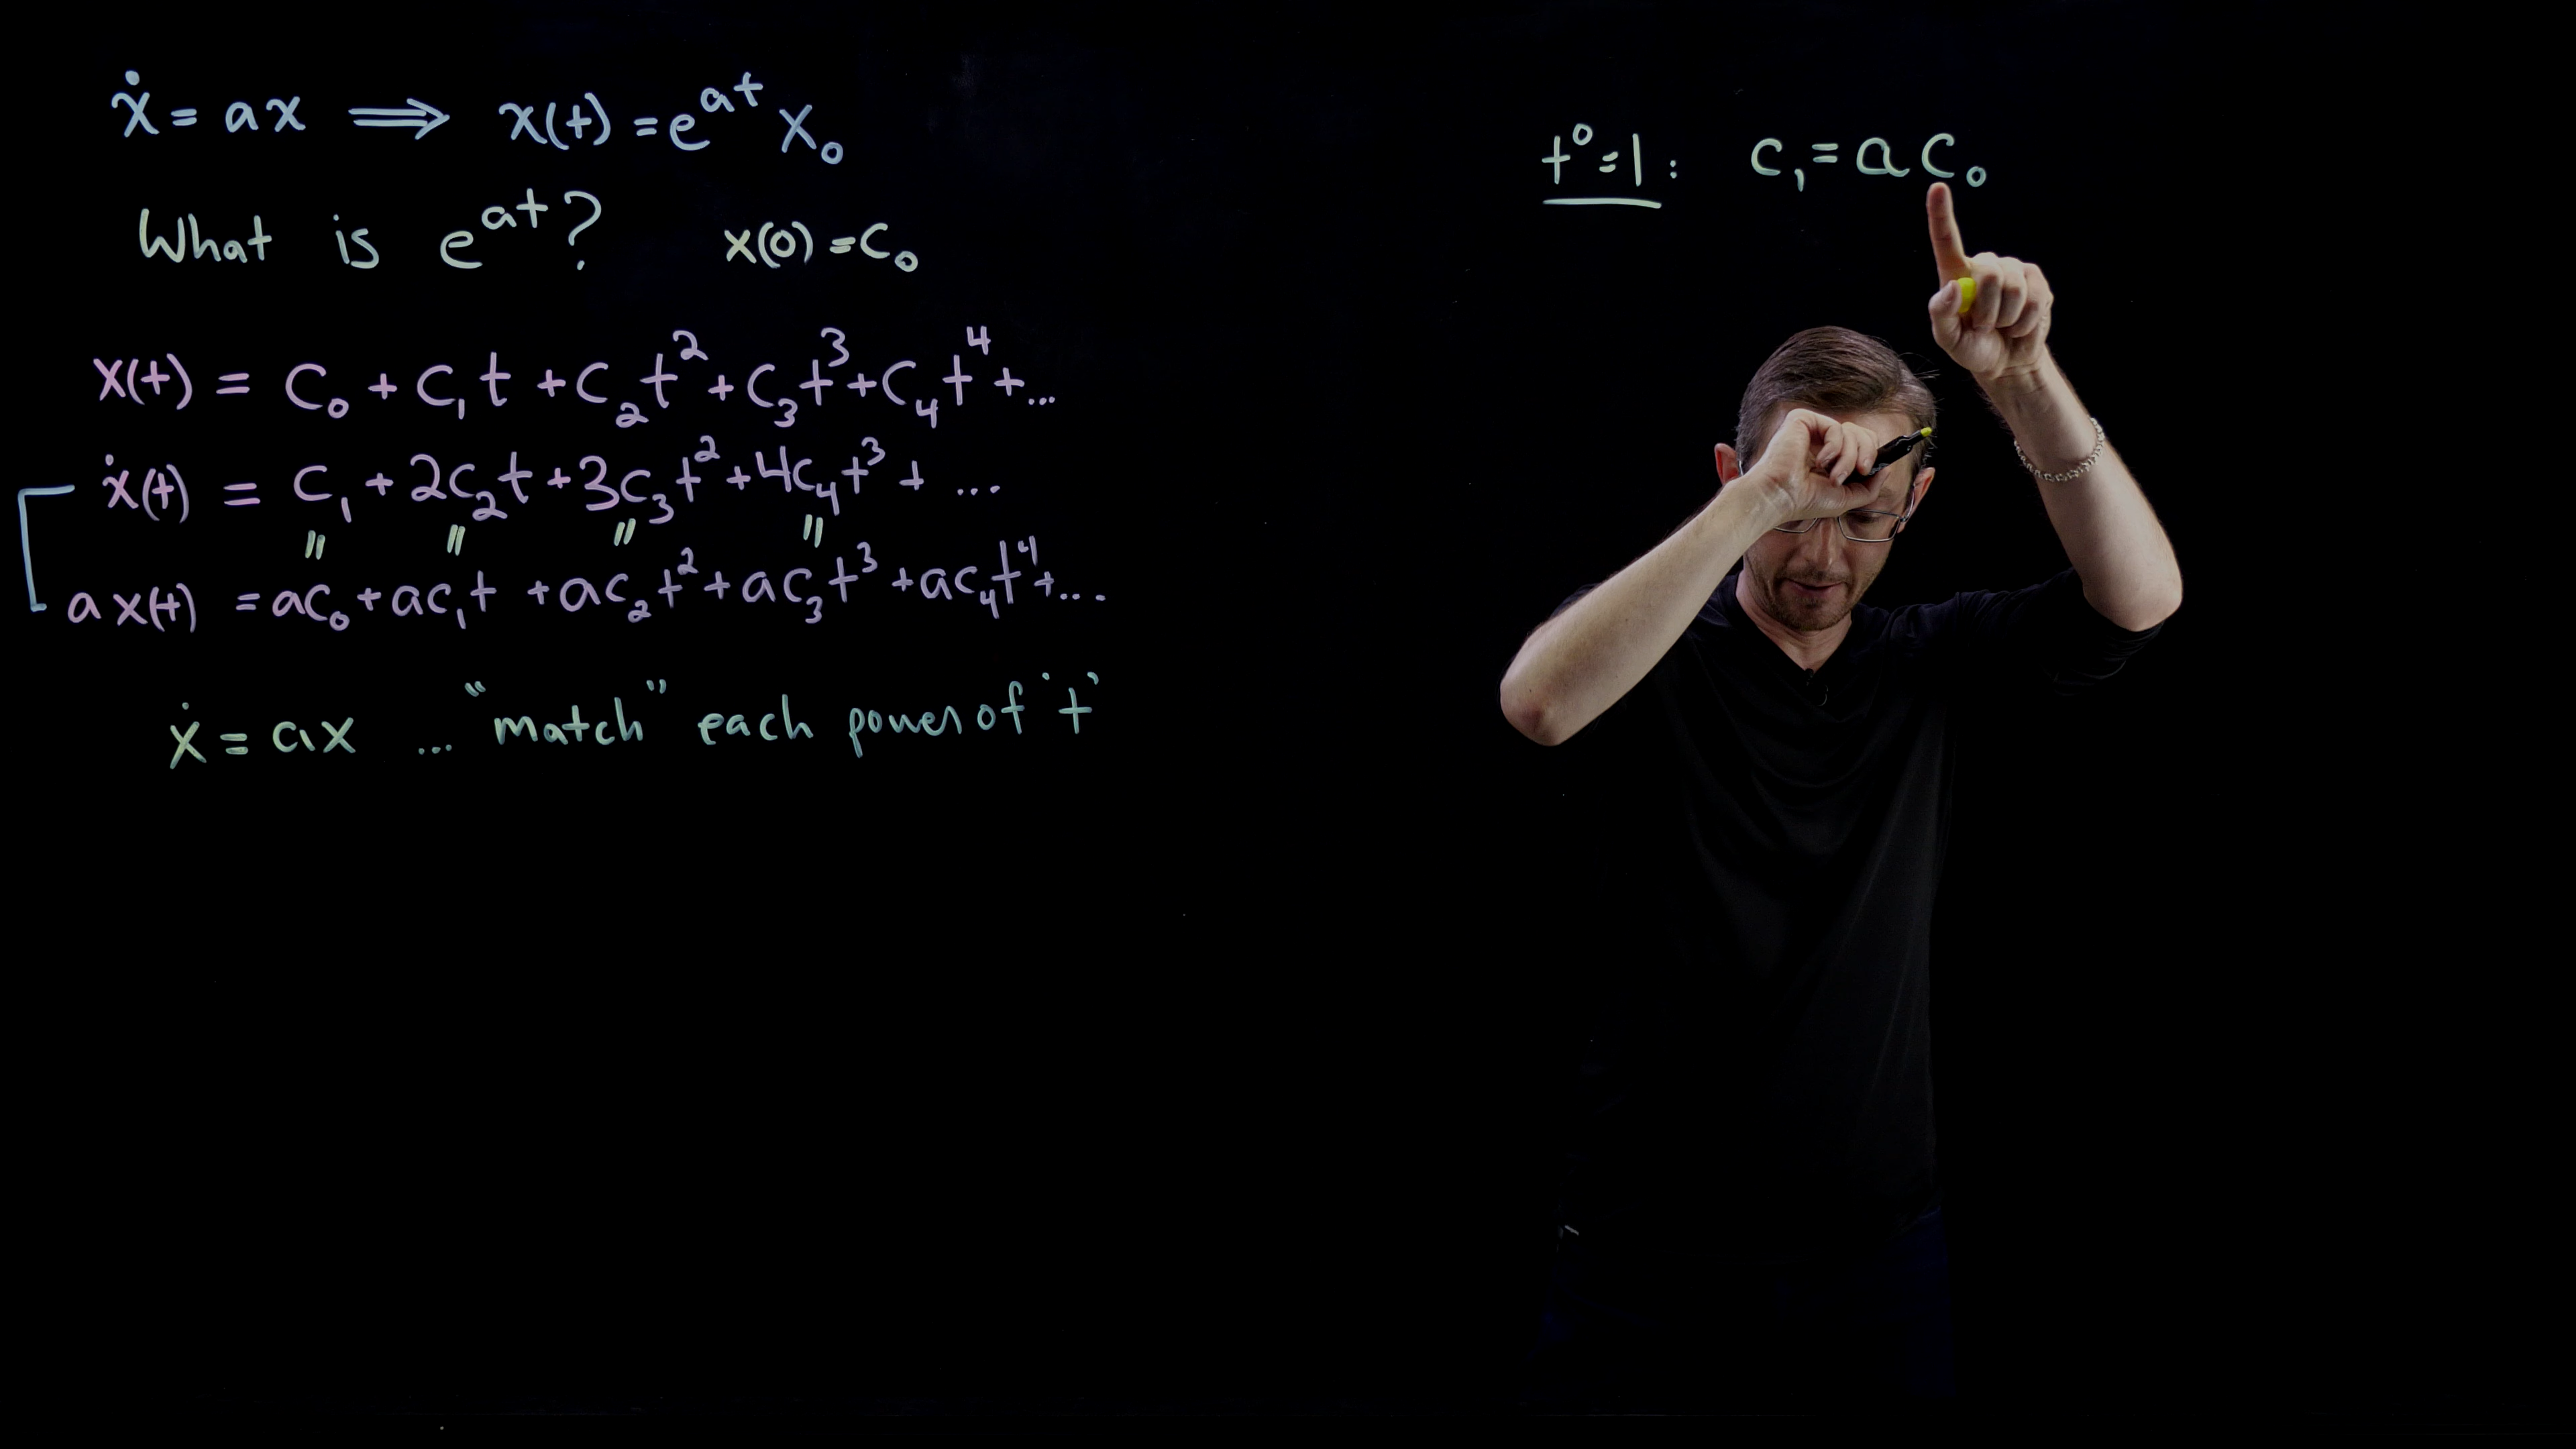 ẋ = ax ⟹ x(t) = e^{at} x₀
What is e^{at}? x(0) = c₀
x(t) = c₀ + c₁t + c₂t² + c₃t³ + c₄t⁴ + ...
ẋ(t) = c₁ + 2c₂t + 3c₃t² + 4c₄t³ + ...
" " " "
a x(t) = ac₀ + ac₁t + ac₂t² + ac₃t³ + ac₄t⁴ + ...
ẋ = ax ... "match" each power of 't'
t⁰=1: c₁ = a c₀